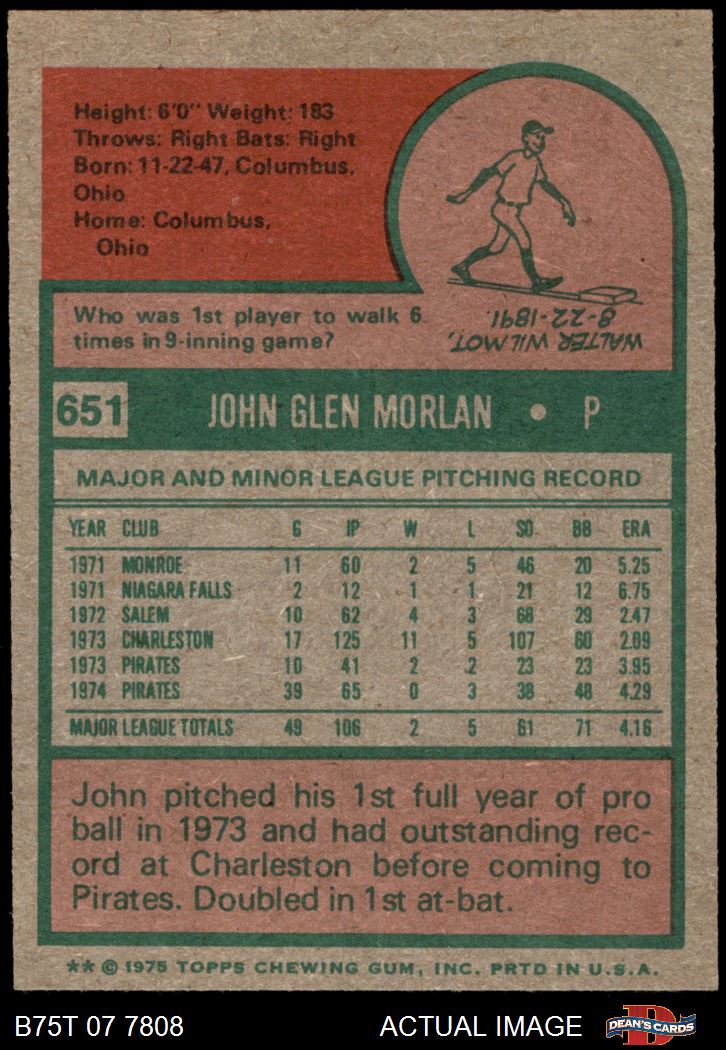 Height: 6'0" Weight: 183
Throws: Right Bats: Right
Born: 11-22-47, Columbus,
Ohio
Home: Columbus,
Ohio
Who was 1st player to walk 6
times in 9-inning game?
WALTER WILMOT,
8-22-1891.
651 JOHN GLEN MORLAN • P
MAJOR AND MINOR LEAGUE PITCHING RECORD
YEAR CLUB G IP W L SO BB ERA
1971 MONROE 11 60 2 5 46 20 5.25
1971 NIAGARA FALLS 2 12 1 1 21 12 6.75
1972 SALEM 10 62 4 3 68 29 2.47
1973 CHARLESTON 17 125 11 5 107 60 2.09
1973 PIRATES 10 41 2 2 23 23 3.95
1974 PIRATES 39 65 0 3 38 48 4.29
MAJOR LEAGUE TOTALS 49 106 2 5 61 71 4.16
John pitched his 1st full year of pro
ball in 1973 and had outstanding rec-
ord at Charleston before coming to
Pirates. Doubled in 1st at-bat.
** © 1975 TOPPS CHEWING GUM, INC. PRTD IN U.S.A.
B75T 07 7808 ACTUAL IMAGE D DEAN'S CARDS